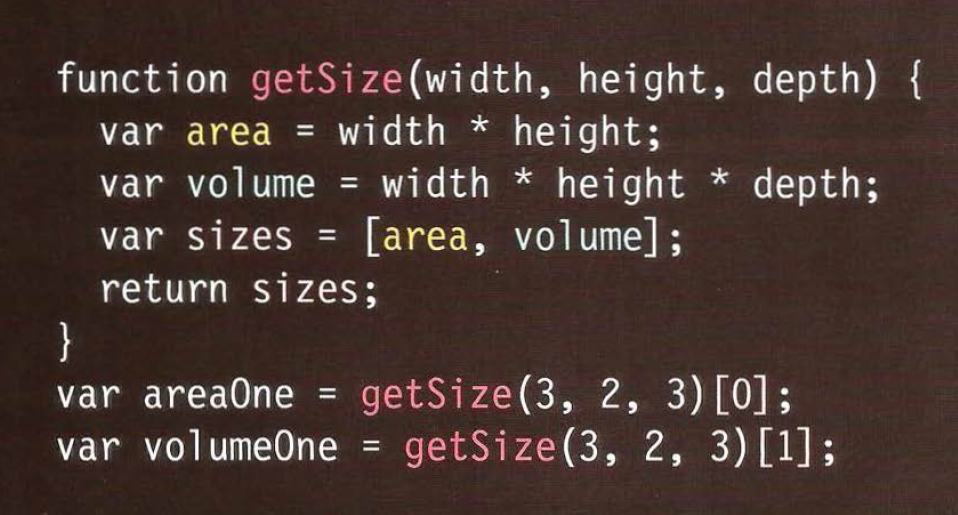 function getSize(width, height, depth) {
  var area = width * height;
  var volume = width * height * depth;
  var sizes = [area, volume];
  return sizes;
}
var areaOne = getSize(3, 2, 3)[0];
var volumeOne = getSize(3, 2, 3)[1];